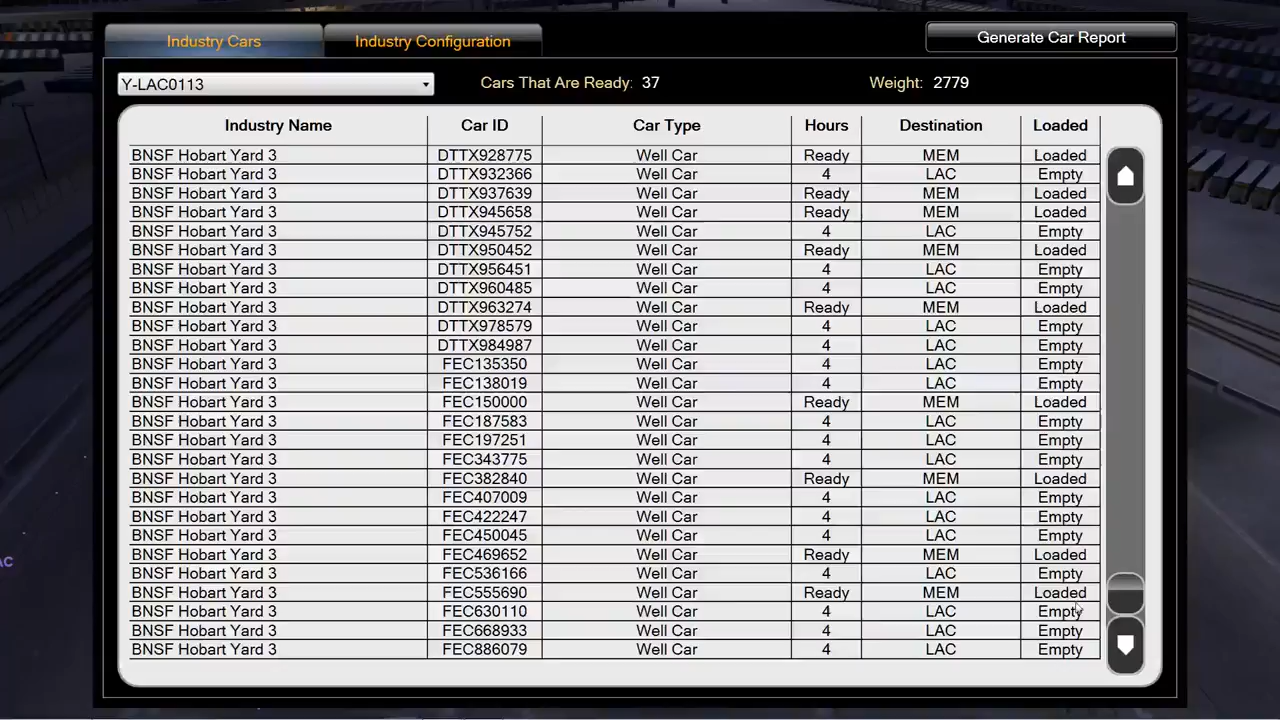 Industry Cars Industry Configuration Generate Car Report
Y-LAC0113 Cars That Are Ready: 37 Weight: 2779
Industry Name Car ID Car Type Hours Destination Loaded
BNSF Hobart Yard 3 DTTX928775 Well Car Ready MEM Loaded
BNSF Hobart Yard 3 DTTX932366 Well Car 4 LAC Empty
BNSF Hobart Yard 3 DTTX937639 Well Car Ready MEM Loaded
BNSF Hobart Yard 3 DTTX945658 Well Car Ready MEM Loaded
BNSF Hobart Yard 3 DTTX945752 Well Car 4 LAC Empty
BNSF Hobart Yard 3 DTTX950452 Well Car Ready MEM Loaded
BNSF Hobart Yard 3 DTTX956451 Well Car 4 LAC Empty
BNSF Hobart Yard 3 DTTX960485 Well Car 4 LAC Empty
BNSF Hobart Yard 3 DTTX963274 Well Car Ready MEM Loaded
BNSF Hobart Yard 3 DTTX978579 Well Car 4 LAC Empty
BNSF Hobart Yard 3 DTTX984987 Well Car 4 LAC Empty
BNSF Hobart Yard 3 FEC135350 Well Car 4 LAC Empty
BNSF Hobart Yard 3 FEC138019 Well Car 4 LAC Empty
BNSF Hobart Yard 3 FEC150000 Well Car Ready MEM Loaded
BNSF Hobart Yard 3 FEC187583 Well Car 4 LAC Empty
BNSF Hobart Yard 3 FEC197251 Well Car 4 LAC Empty
BNSF Hobart Yard 3 FEC343775 Well Car 4 LAC Empty
BNSF Hobart Yard 3 FEC382840 Well Car Ready MEM Loaded
BNSF Hobart Yard 3 FEC407009 Well Car 4 LAC Empty
BNSF Hobart Yard 3 FEC422247 Well Car 4 LAC Empty
BNSF Hobart Yard 3 FEC450045 Well Car 4 LAC Empty
BNSF Hobart Yard 3 FEC469652 Well Car Ready MEM Loaded
BNSF Hobart Yard 3 FEC536166 Well Car 4 LAC Empty
BNSF Hobart Yard 3 FEC555690 Well Car Ready MEM Loaded
BNSF Hobart Yard 3 FEC630110 Well Car 4 LAC Empty
BNSF Hobart Yard 3 FEC668933 Well Car 4 LAC Empty
BNSF Hobart Yard 3 FEC886079 Well Car 4 LAC Empty